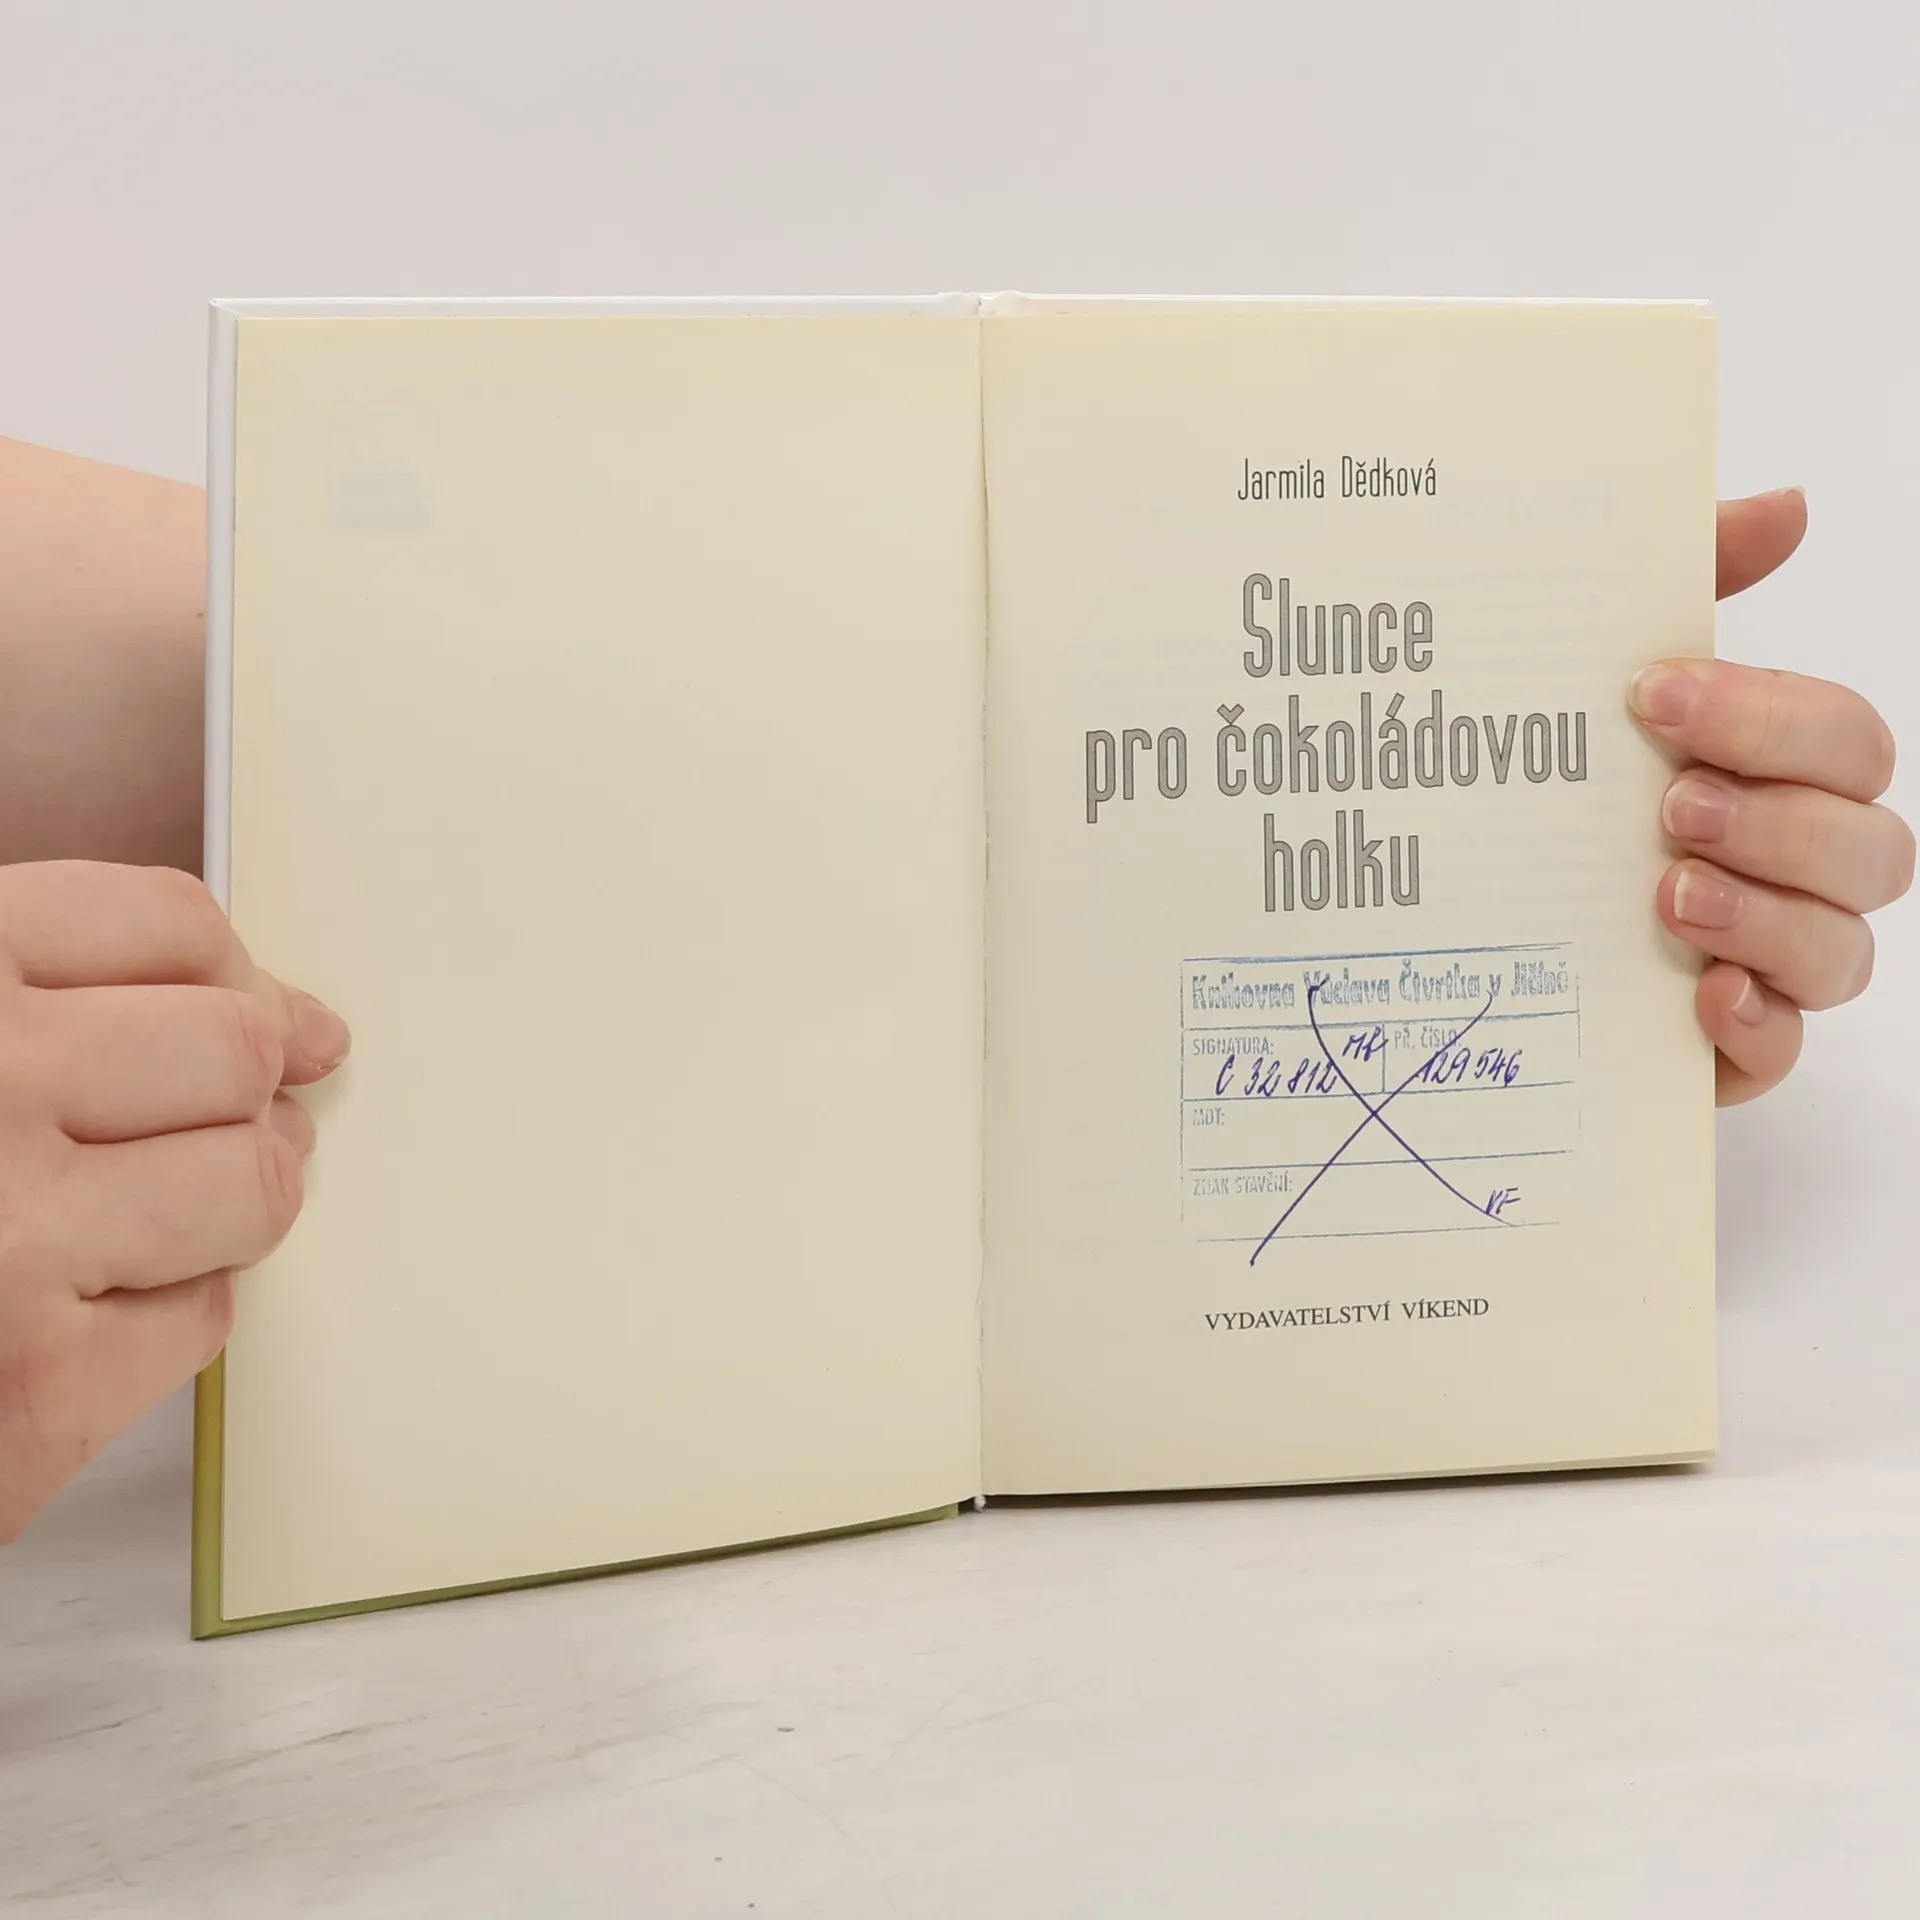 Jarmila Dědková
Slunce
pro čokoládovou
holku
Knihovna Václava Čtvrtka v Jičíně
SIGNATURA: PŘ. ČÍSLO:
C 32 812 129 546
MDT:
ZNAK STAVĚNÍ:
VF
VYDAVATELSTVÍ VÍKEND